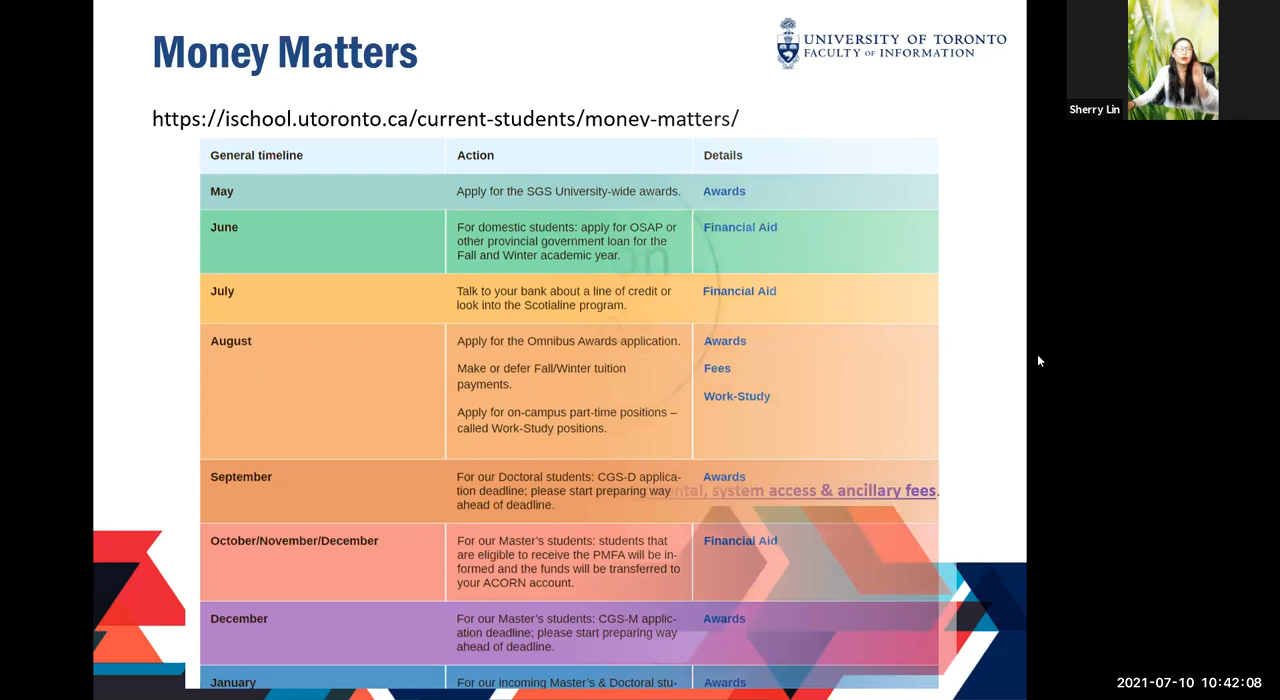 Money Matters
UNIVERSITY OF TORONTO
FACULTY OF INFORMATION
Sherry Lin
https://ischool.utoronto.ca/current-students/money-matters/
General timeline Action Details
May Apply for the SGS University-wide awards. Awards
June For domestic students: apply for OSAP or Financial Aid
other provincial government loan for the
Fall and Winter academic year.
July Talk to your bank about a line of credit or Financial Aid
look into the Scotialine program.
August Apply for the Omnibus Awards application. Awards
Make or defer Fall/Winter tuition Fees
payments.
Work-Study
Apply for on-campus part-time positions –
called Work-Study positions.
September For our Doctoral students: CGS-D applica- Awards
tion deadline; please start preparing way
ahead of deadline.
system access & ancillary fees.
October/November/December For our Master's students: students that Financial Aid
are eligible to receive the PMFA will be in-
formed and the funds will be transferred to
your ACORN account.
December For our Master's students: CGS-M applic- Awards
ation deadline; please start preparing way
ahead of deadline.
January For our incoming Master's & Doctoral stu- Awards
2021-07-10 10:42:08